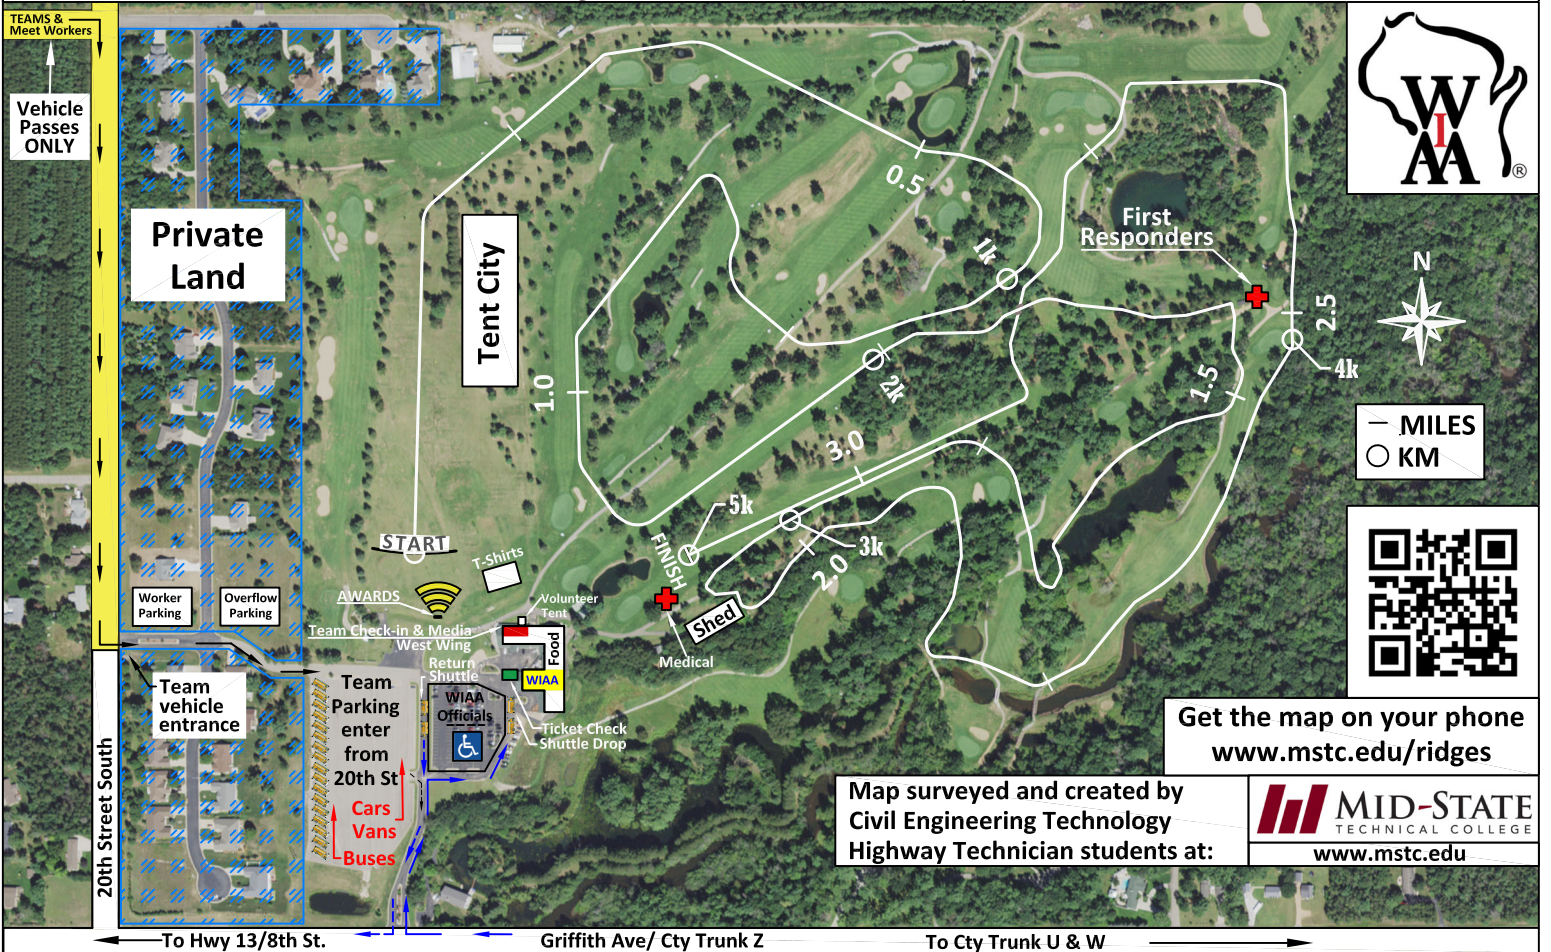 TEAMS &
Meet Workers
Vehicle
Passes
ONLY
Private
Land
Tent City
0.5
1k
First
Responders
WIAA
®
N
2.5
4k
1.5
1.0
2k
3.0
MILES
KM
5k
3k
2.0
START
FINISH
T-Shirts
AWARDS
Volunteer
Tent
Team Check-in & Media
West Wing
Food
WIAA
Shed
Medical
Return
Shuttle
WIAA
Officials
Ticket Check
Shuttle Drop
Worker
Parking
Overflow
Parking
Team
vehicle
entrance
Team
Parking
enter
from
20th St
Cars
Vans
Buses
20th Street South
Get the map on your phone
www.mstc.edu/ridges
Map surveyed and created by
Civil Engineering Technology
Highway Technician students at:
MID-STATE
TECHNICAL COLLEGE
www.mstc.edu
To Hwy 13/8th St.
Griffith Ave/ Cty Trunk Z
To Cty Trunk U & W